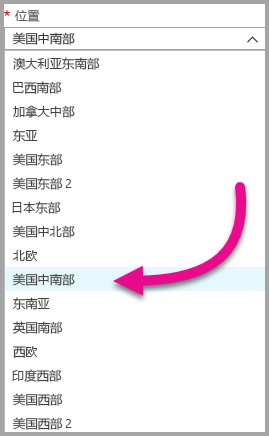 * 位置
美国中南部
澳大利亚东南部
巴西南部
加拿大中部
东亚
美国东部
美国东部 2
日本东部
美国中北部
北欧
美国中南部
东南亚
英国南部
西欧
印度西部
美国西部
美国西部 2